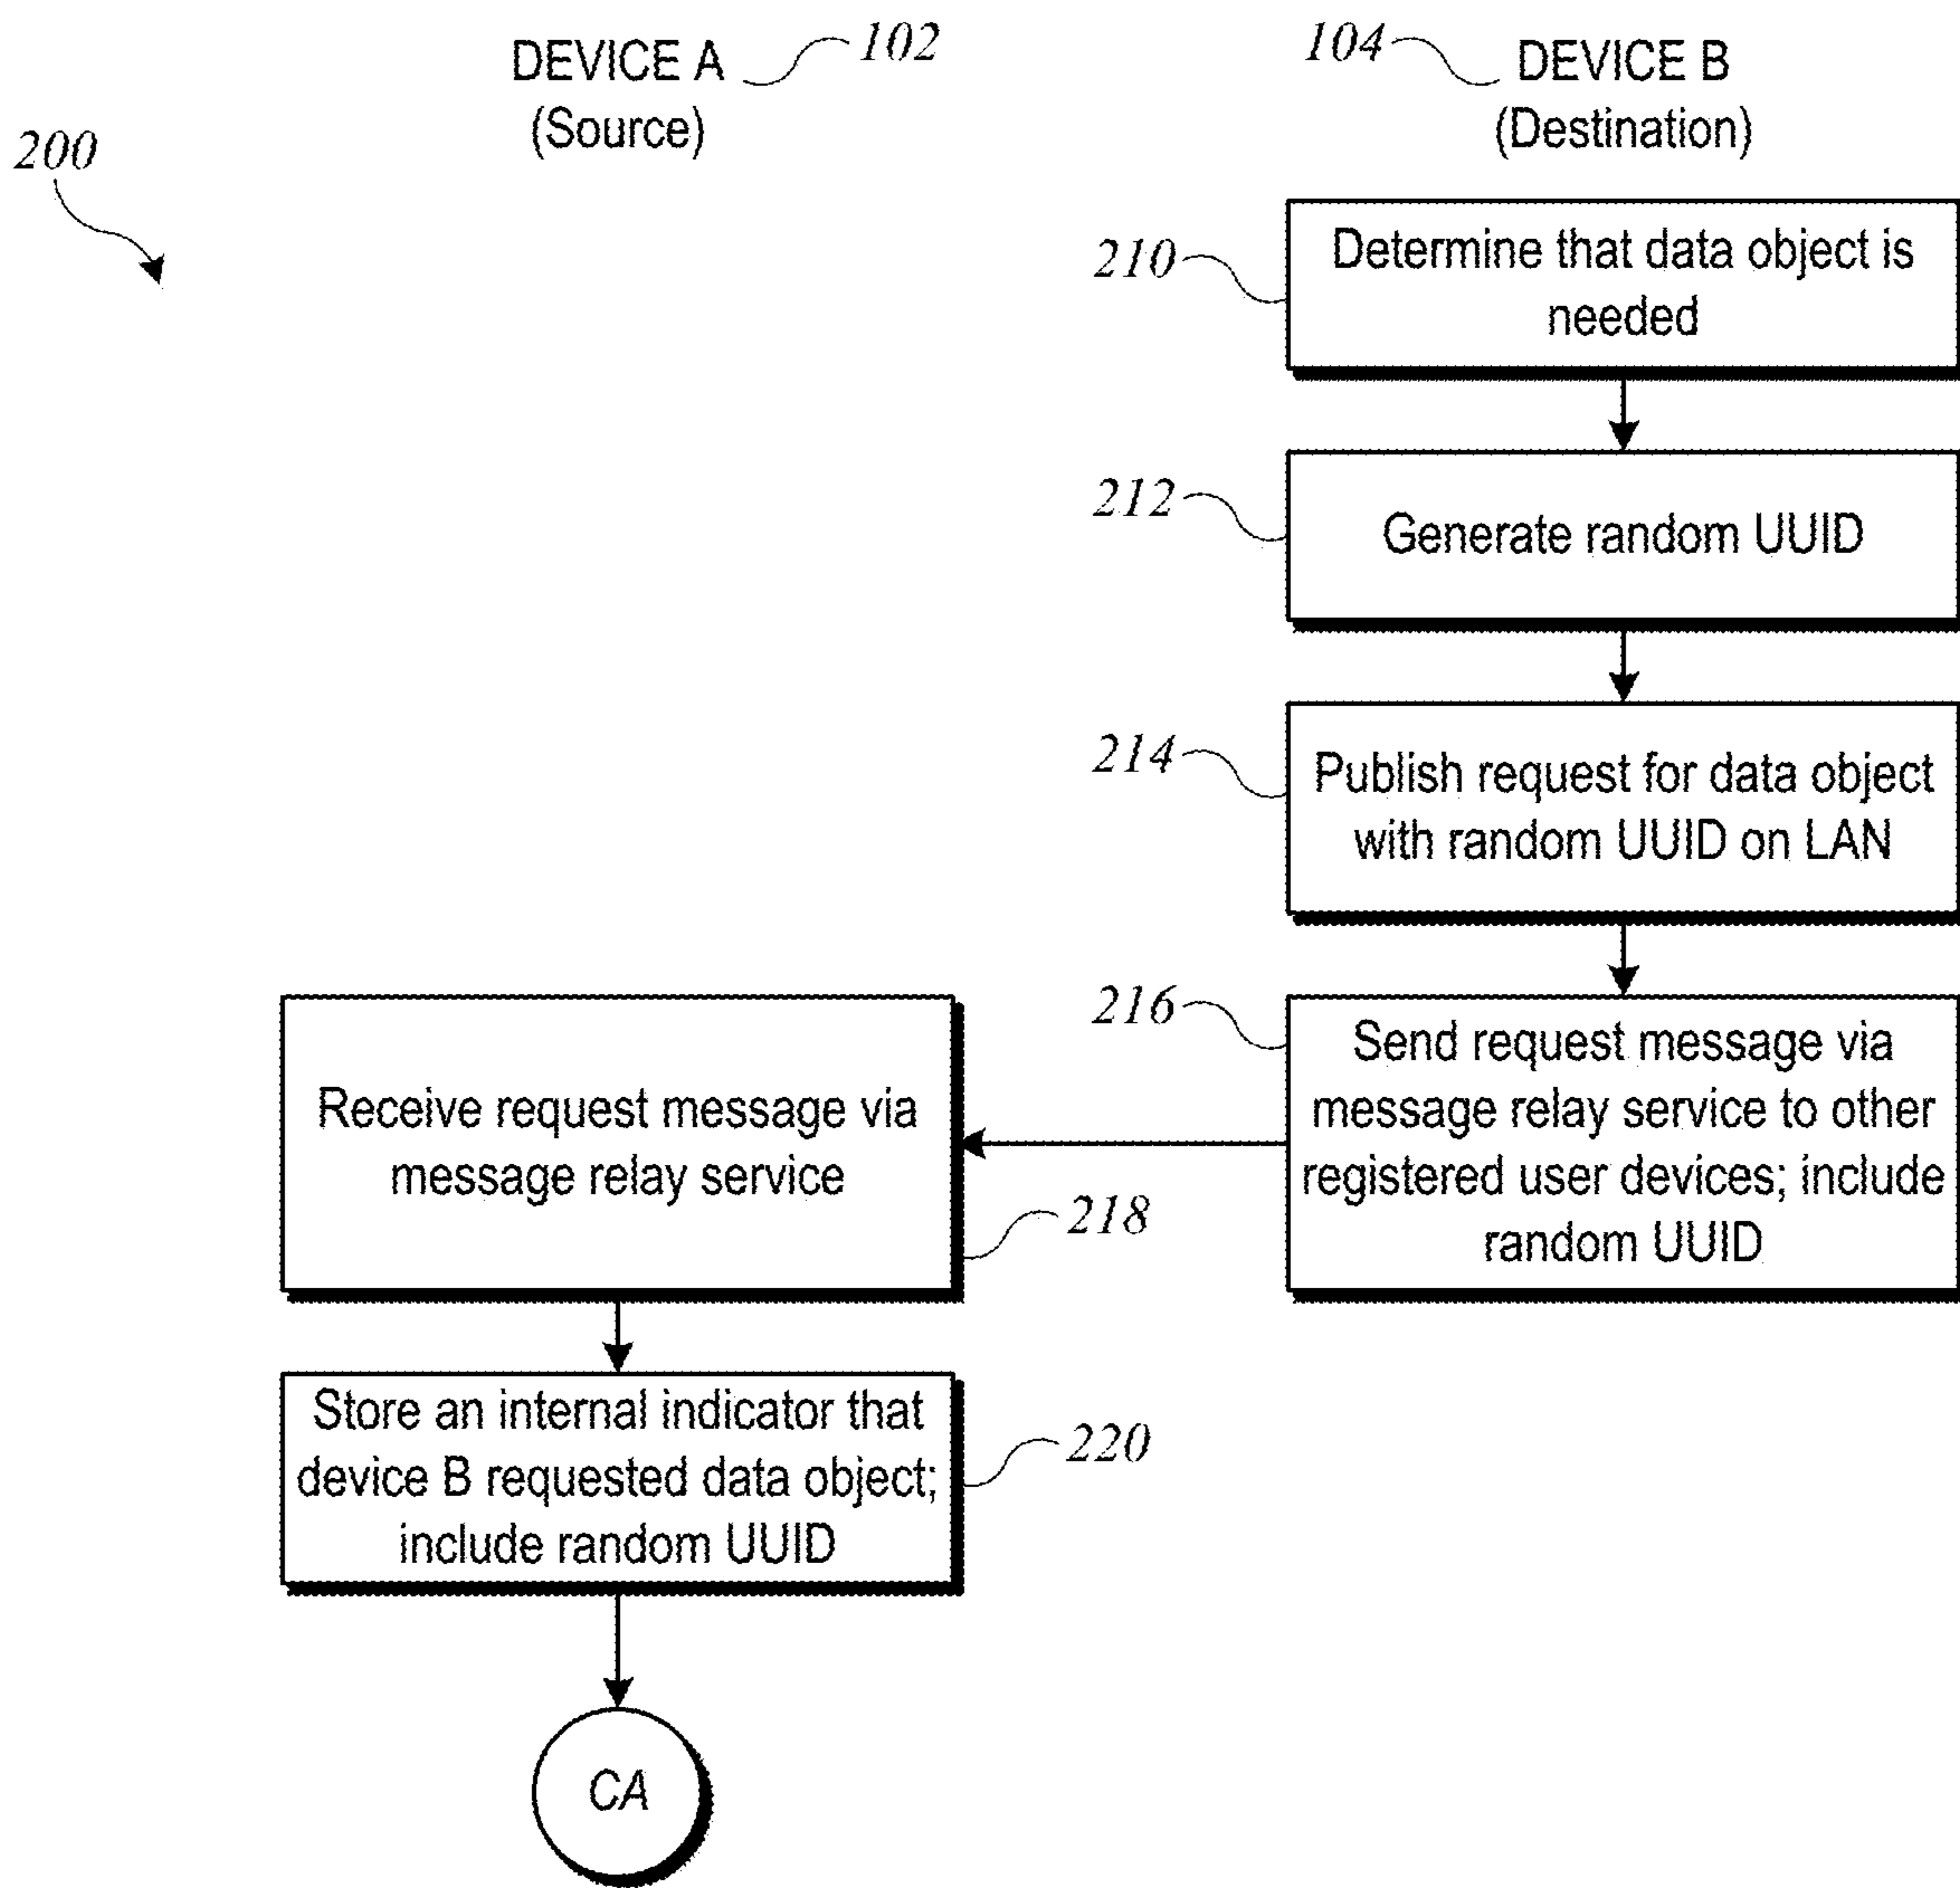 DEVICE A 102
(Source)
104 DEVICE B
(Destination)
200
210
Determine that data object is
needed
212
Generate random UUID
214
Publish request for data object
with random UUID on LAN
216
Send request message via
message relay service to other
registered user devices; include
random UUID
Receive request message via
message relay service
218
Store an internal indicator that
device B requested data object;
include random UUID
220
CA